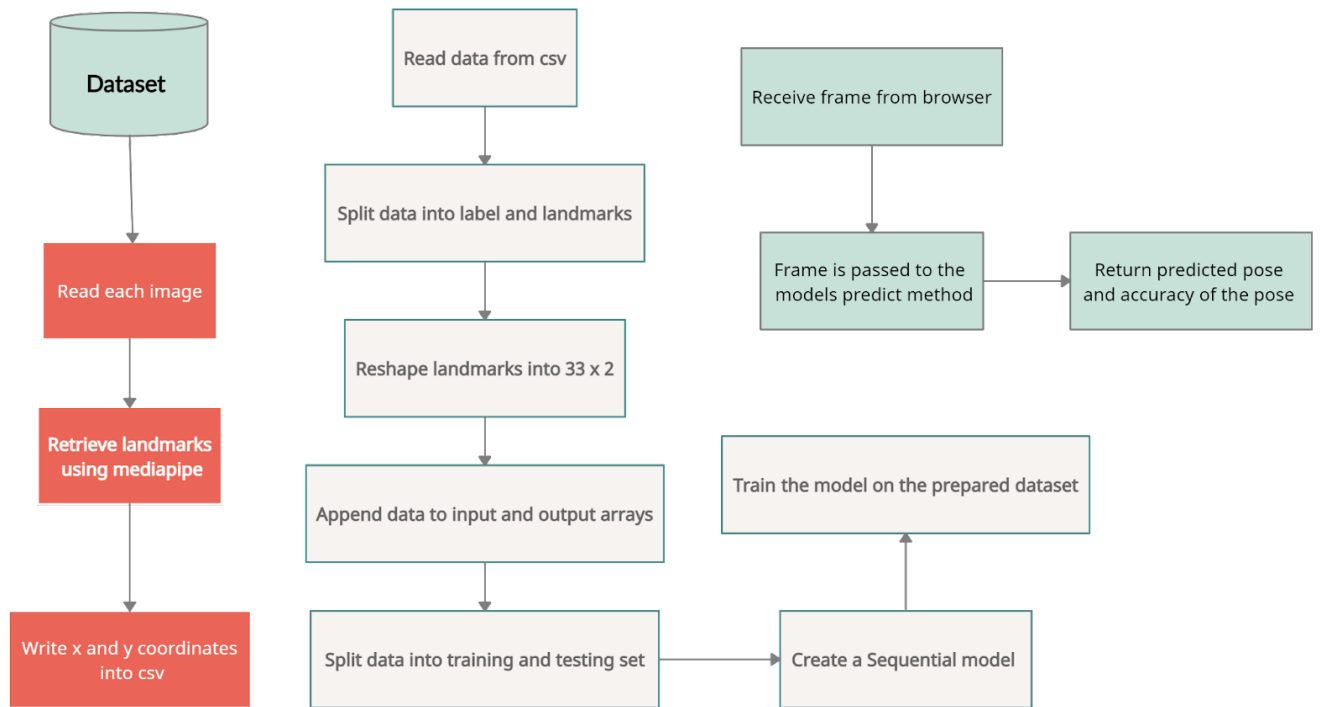 Dataset
Read each image
Retrieve landmarks
using mediapipe
Write x and y coordinates
into csv
Read data from csv
Split data into label and landmarks
Reshape landmarks into 33 x 2
Append data to input and output arrays
Split data into training and testing set
Create a Sequential model
Train the model on the prepared dataset
Receive frame from browser
Frame is passed to the
models predict method
Return predicted pose
and accuracy of the pose